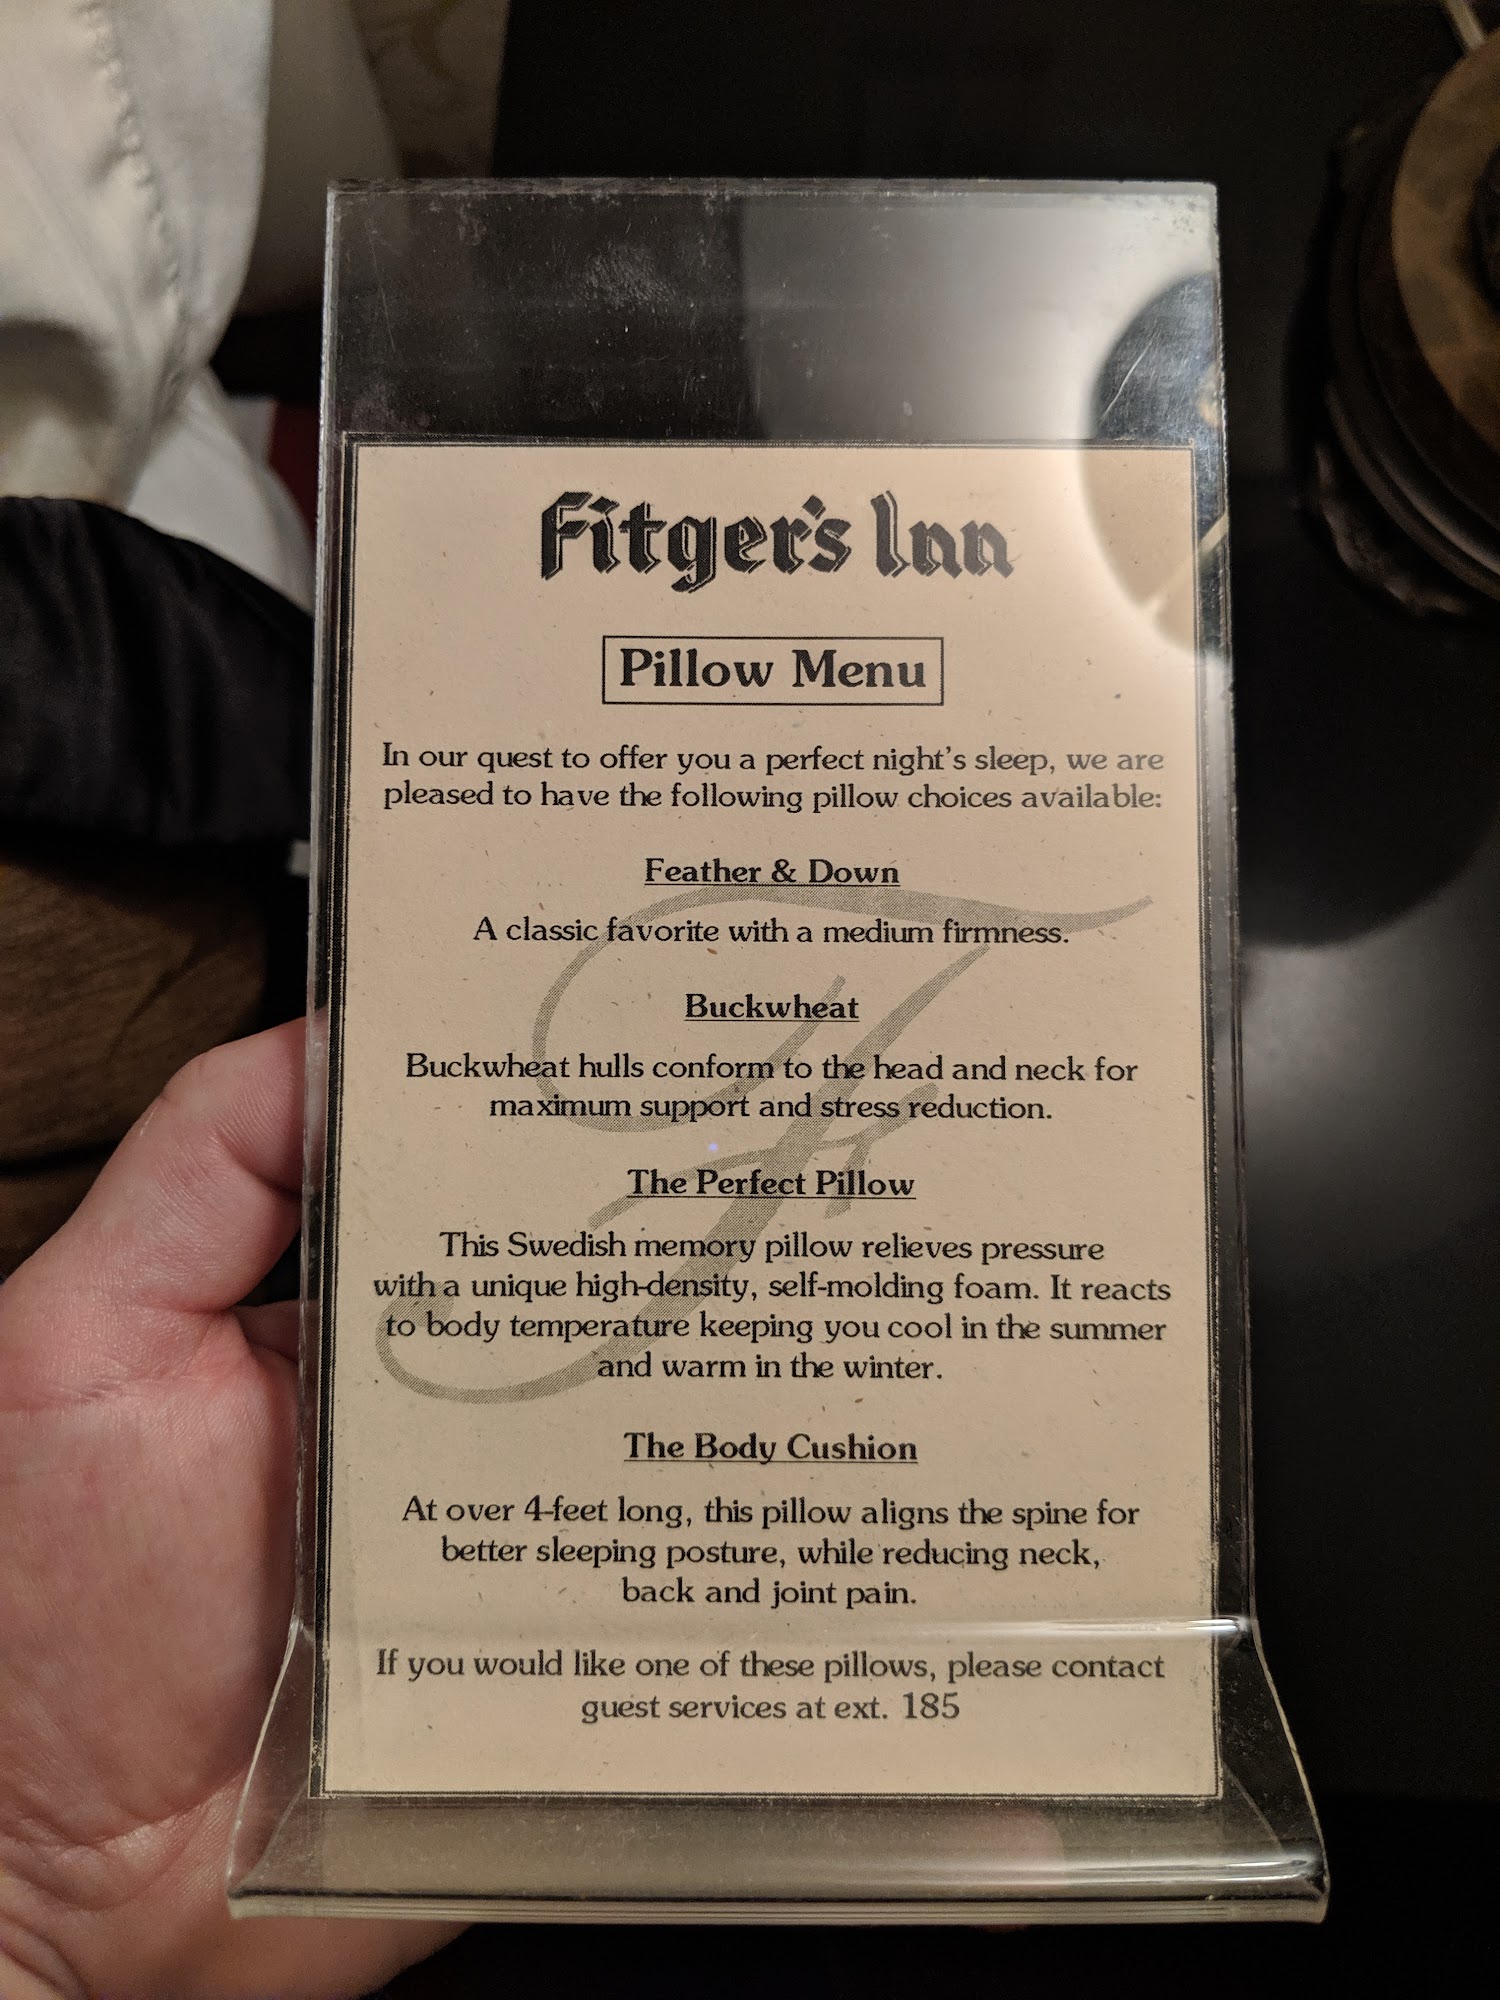 Fitger's Inn
Pillow Menu
In our quest to offer you a perfect night's sleep, we are
pleased to have the following pillow choices available:
Feather & Down
A classic favorite with a medium firmness.
Buckwheat
Buckwheat hulls conform to the head and neck for
maximum support and stress reduction.
The Perfect Pillow
This Swedish memory pillow relieves pressure
with a unique high-density, self-molding foam. It reacts
to body temperature keeping you cool in the summer
and warm in the winter.
The Body Cushion
At over 4-feet long, this pillow aligns the spine for
better sleeping posture, while reducing neck,
back and joint pain.
If you would like one of these pillows, please contact
guest services at ext. 185